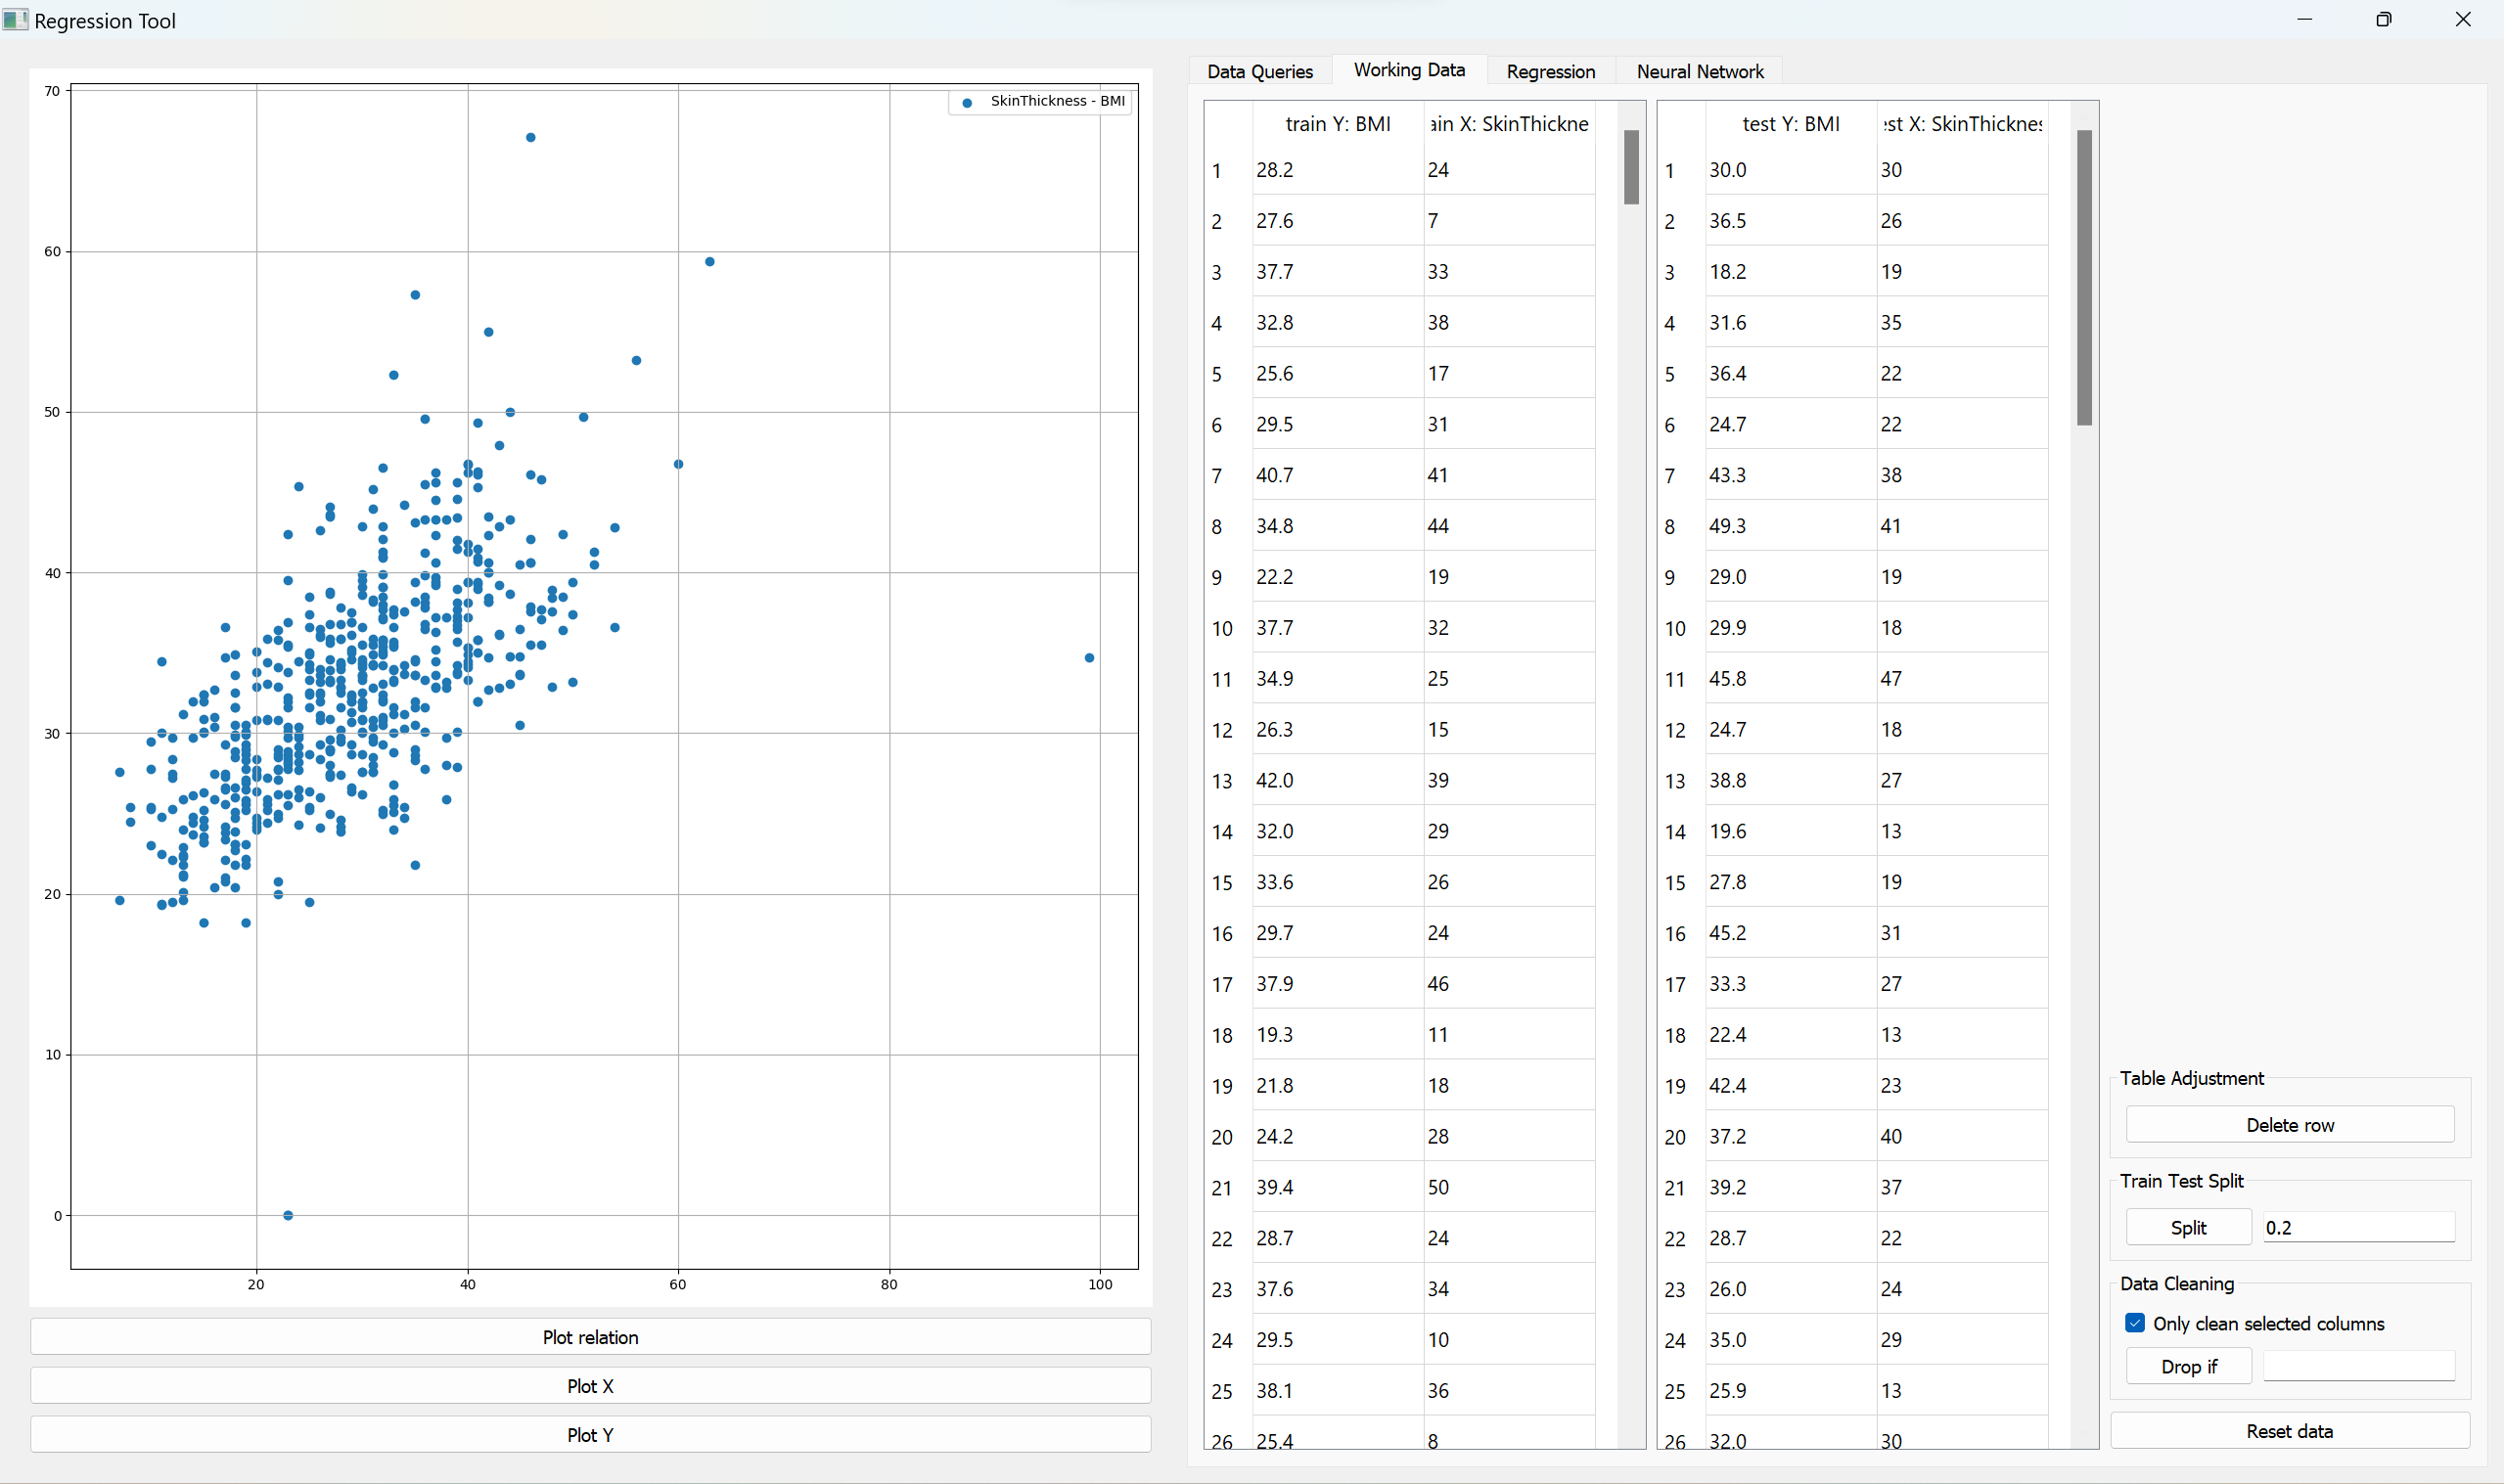 Regression Tool
Data Queries Working Data Regression Neural Network
SkinThickness - BMI
70
60
50
40
30
20
10
0
20 40 60 80 100
Plot relation
Plot X
Plot Y
train Y: BMI ain X: SkinThickne
1 28.2 24
2 27.6 7
3 37.7 33
4 32.8 38
5 25.6 17
6 29.5 31
7 40.7 41
8 34.8 44
9 22.2 19
10 37.7 32
11 34.9 25
12 26.3 15
13 42.0 39
14 32.0 29
15 33.6 26
16 29.7 24
17 37.9 46
18 19.3 11
19 21.8 18
20 24.2 28
21 39.4 50
22 28.7 24
23 37.6 34
24 29.5 10
25 38.1 36
26 25.4 8
test Y: BMI est X: SkinThicknes
1 30.0 30
2 36.5 26
3 18.2 19
4 31.6 35
5 36.4 22
6 24.7 22
7 43.3 38
8 49.3 41
9 29.0 19
10 29.9 18
11 45.8 47
12 24.7 18
13 38.8 27
14 19.6 13
15 27.8 19
16 45.2 31
17 33.3 27
18 22.4 13
19 42.4 23
20 37.2 40
21 39.2 37
22 28.7 22
23 26.0 24
24 35.0 29
25 25.9 13
26 32.0 30
Table Adjustment
Delete row
Train Test Split
Split 0.2
Data Cleaning
Only clean selected columns
Drop if
Reset data